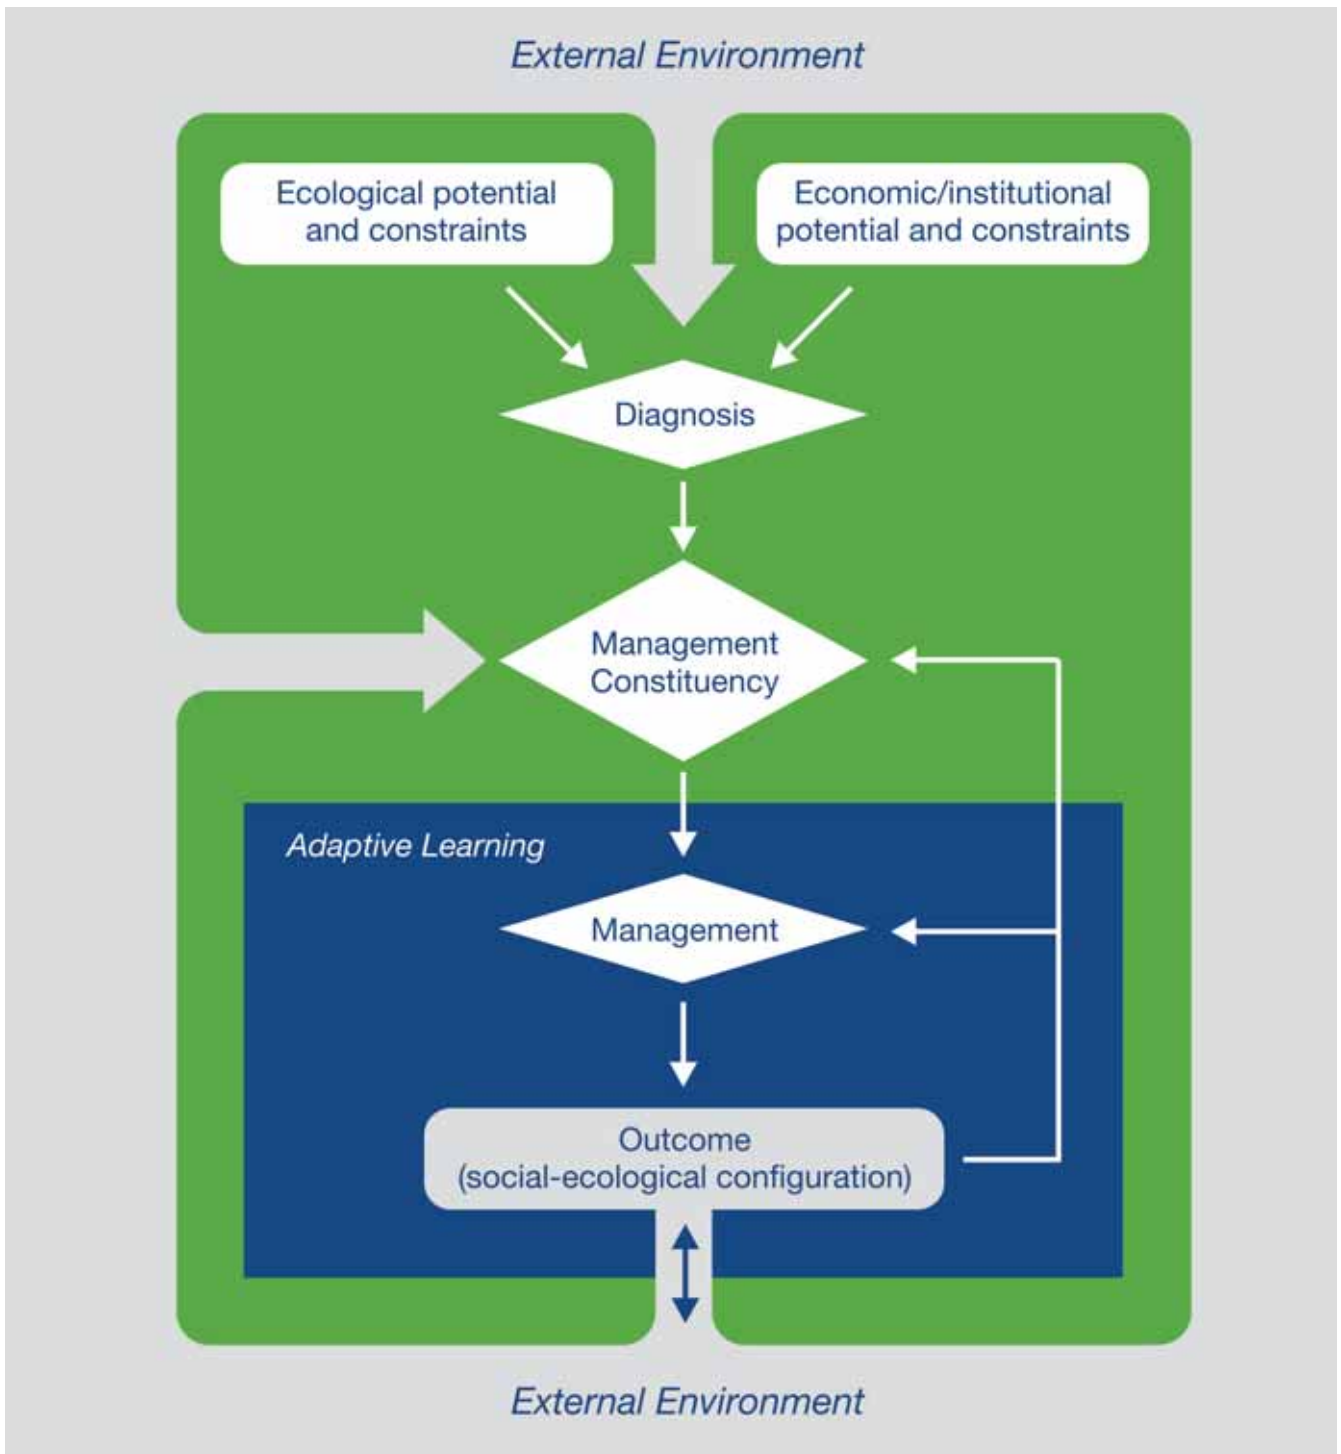 External Environment
Ecological potential
and constraints
Economic/institutional
potential and constraints
Diagnosis
Management
Constituency
Adaptive Learning
Management
Outcome
(social-ecological configuration)
External Environment